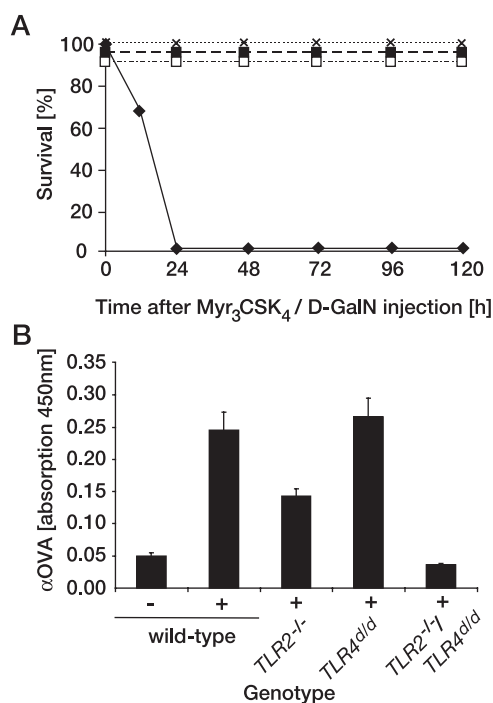 A
Survival [%]
100
80
60
40
20
0
0 24 48 72 96 120
Time after Myr₃CSK₄ / D-GalN injection [h]
B
αOVA [absorption 450nm]
0.35
0.30
0.25
0.20
0.15
0.10
0.05
0.00
- + + + +
wild-type
TLR2⁻/⁻
TLR4ᵈ/ᵈ
TLR2⁻/⁻/
TLR4ᵈ/ᵈ
Genotype